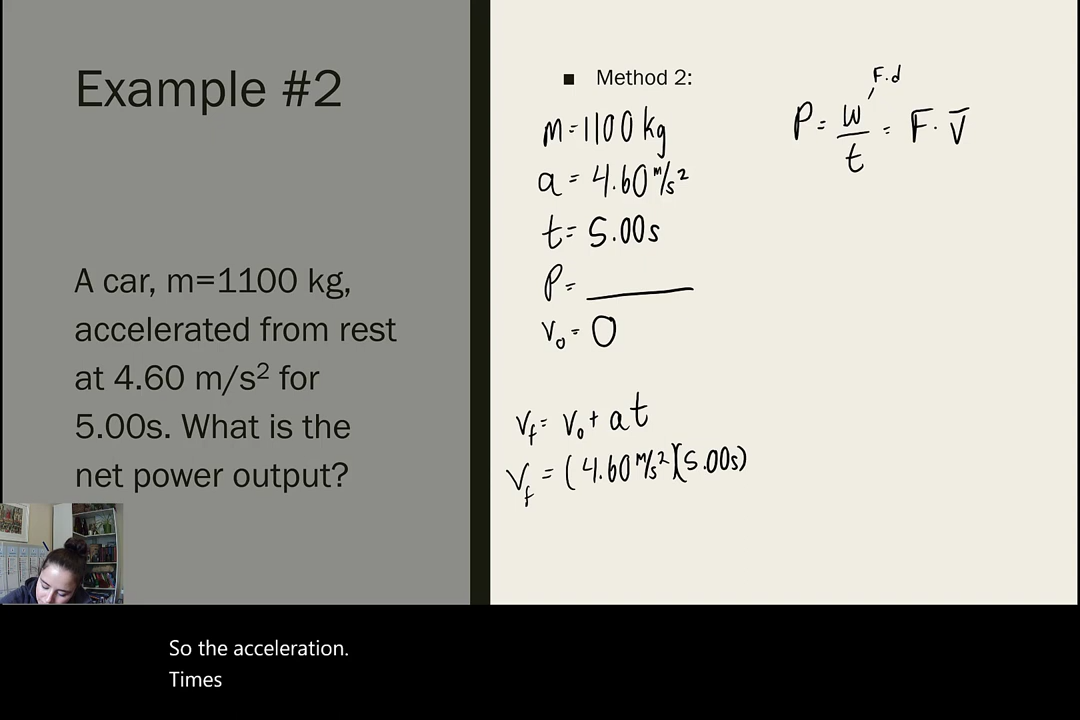 Example #2
A car, m=1100 kg,
accelerated from rest
at 4.60 m/s² for
5.00s. What is the
net power output?
■ Method 2:
m=1100 kg
a = 4.60 m/s²
t= 5.00s
P= ______
v₀ = 0
v_f = v₀ + at
v_f = (4.60 m/s²)(5.00s)
F·d
P = W/t = F · v̄
So the acceleration.
Times